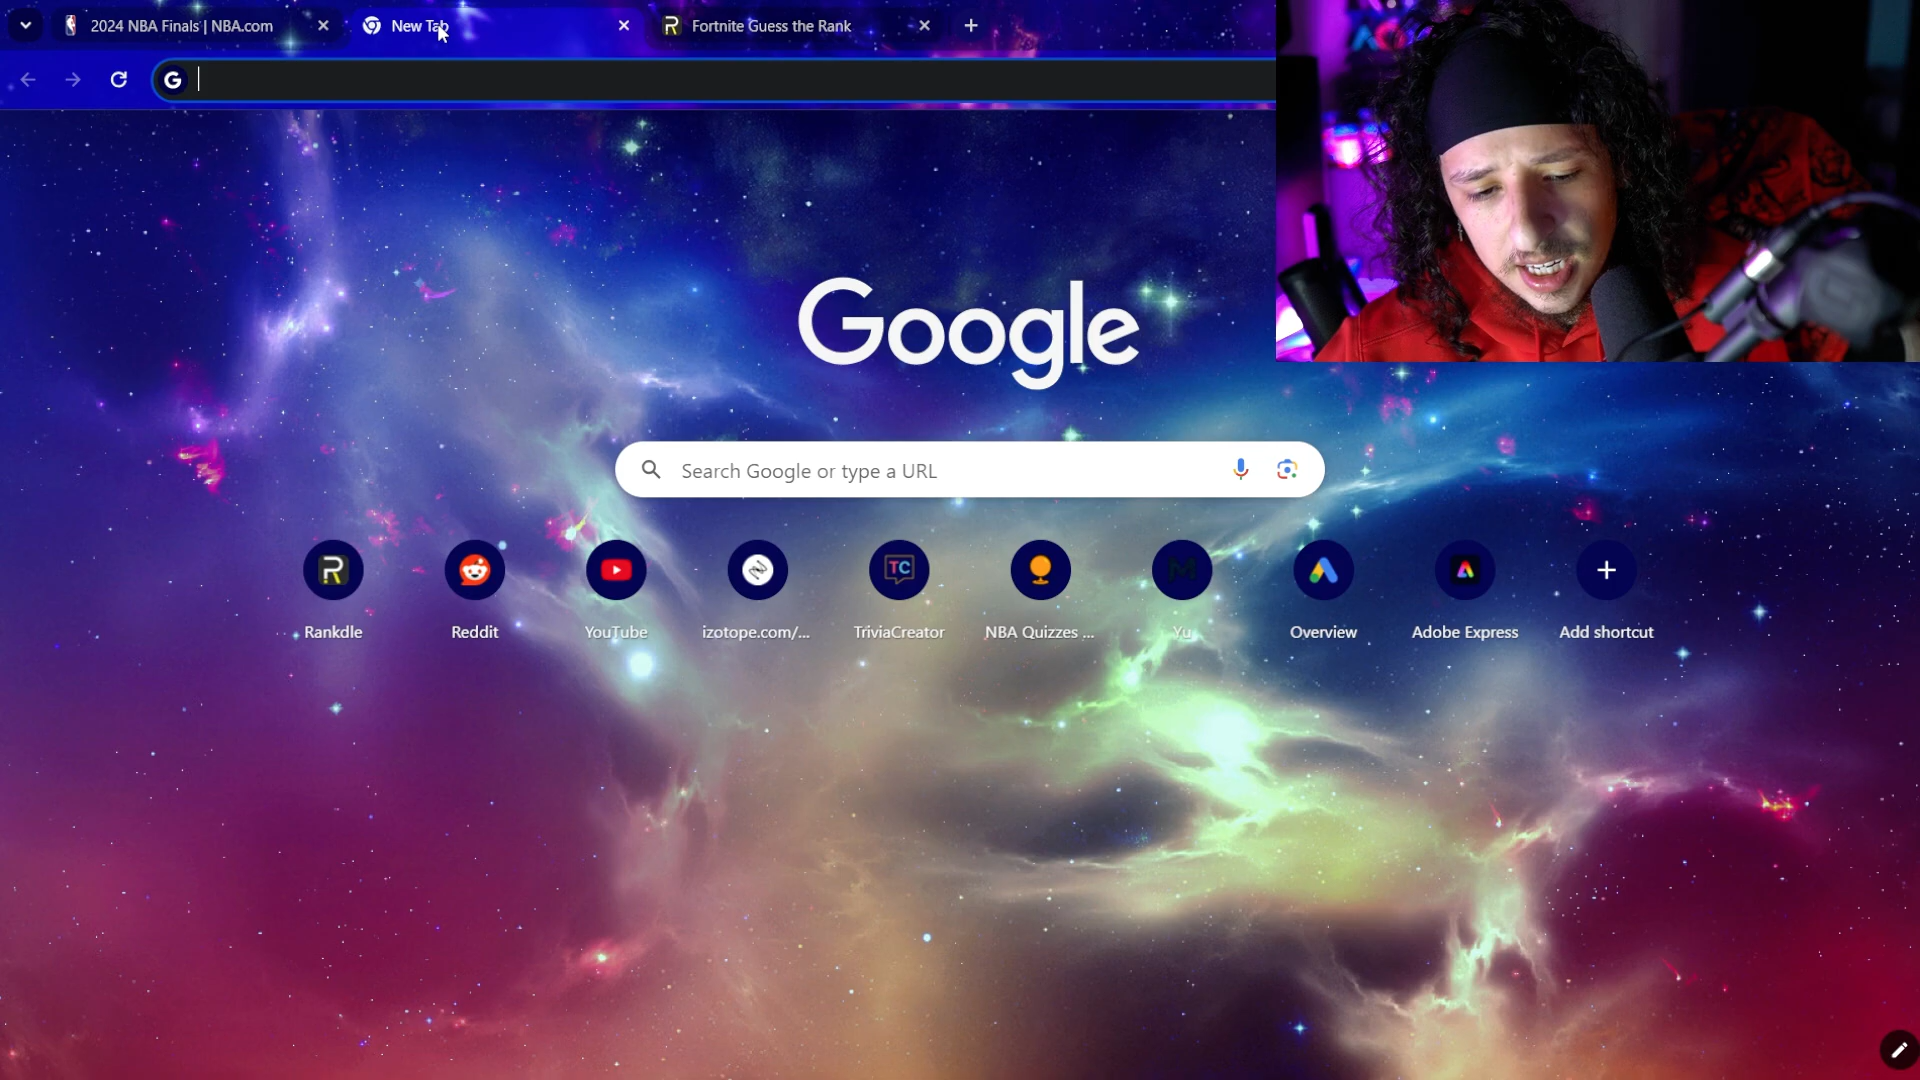 2024 NBA Finals | NBA.com
New Tab
Fortnite Guess the Rank
Google
Search Google or type a URL
Rankdle
Reddit
YouTube
izotope.com/...
TriviaCreator
NBA Quizzes ...
Yu
Overview
Adobe Express
Add shortcut